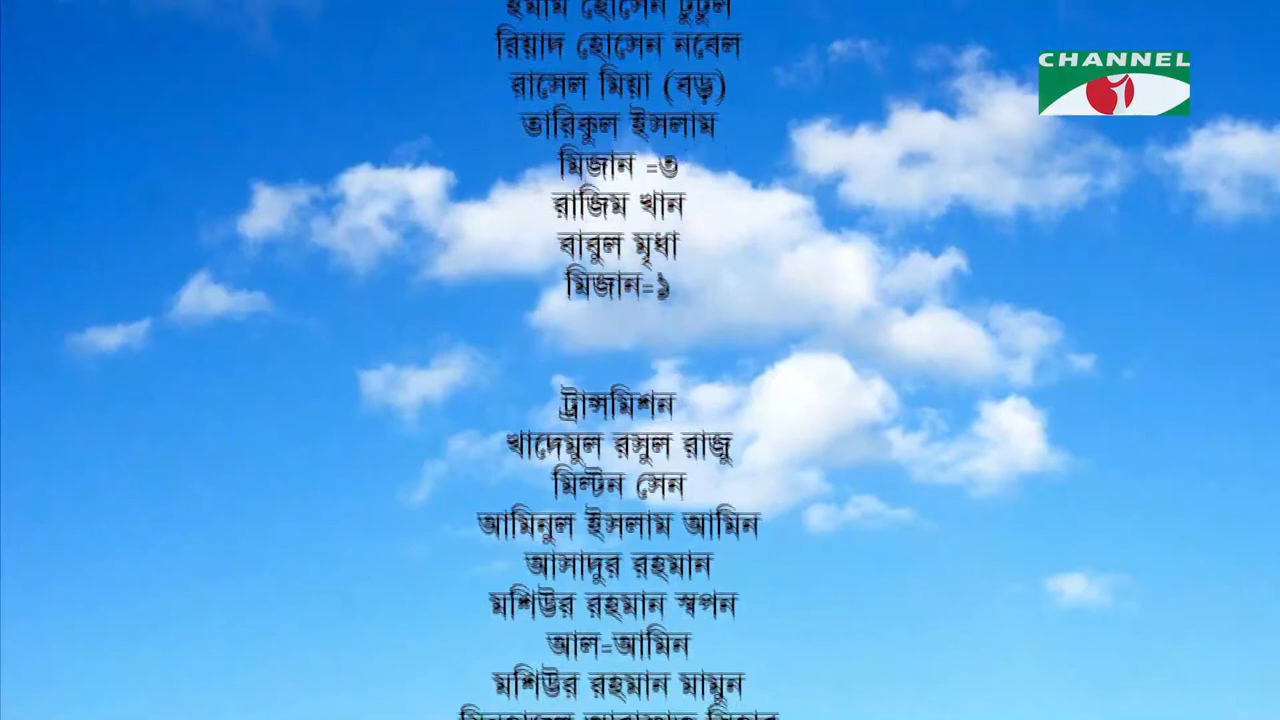 ইমাম হোসেন টুটুল
রিয়াদ হোসেন নবেল
CHANNEL
রাসেল মিয়া (বড়)
তারিকুল ইসলাম
মিজান =৩
রাজিম খান
বাবুল মৃধা
মিজান=১
ট্রান্সমিশন
খাদেমুল রসুল রাজু
মিল্টন সেন
আমিনুল ইসলাম আমিন
আসাদুর রহমান
মশিউর রহমান স্বপন
আল=আমিন
মশিউর রহমান মামুন